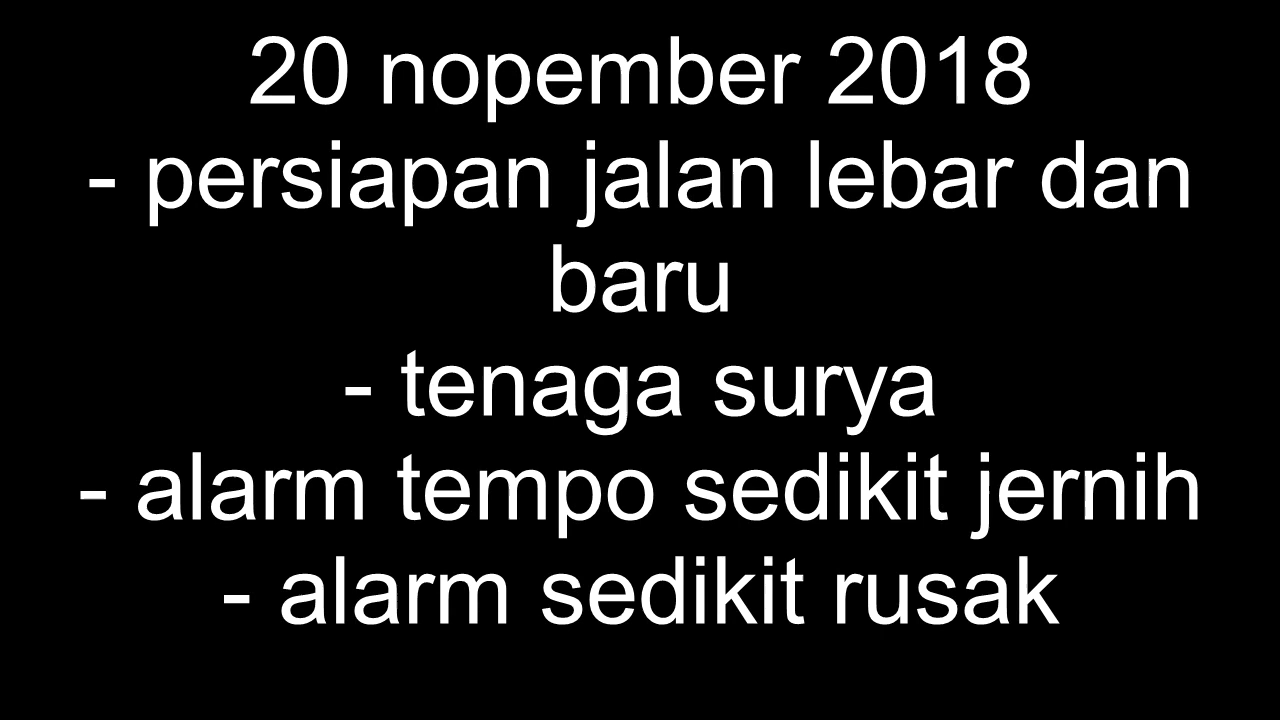 20 nopember 2018
- persiapan jalan lebar dan
baru
- tenaga surya
- alarm tempo sedikit jernih
- alarm sedikit rusak